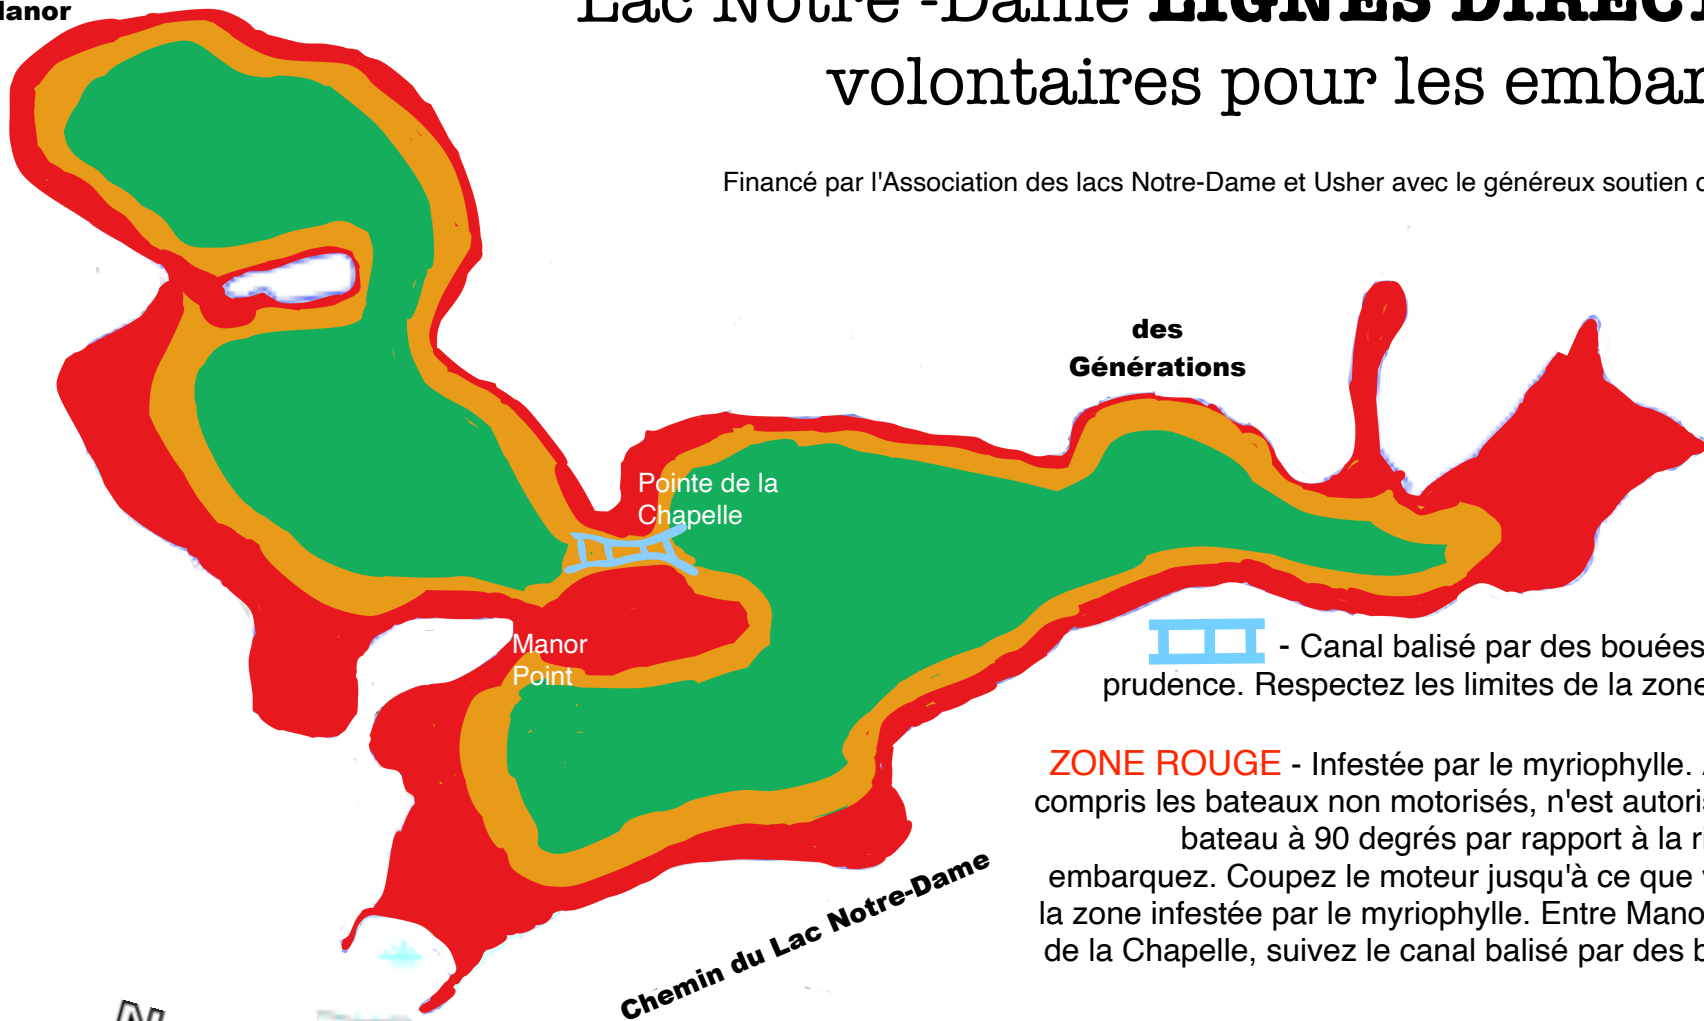 Lac Notre -Dame
volontaires pour les
Financé par l'Association des lacs Notre-Dame et Usher avec le généreux soutien
des
Générations
Pointe de la
Chapelle
Manor
Point
- Canal balisé par des bouées
prudence. Respectez les limites de la zone
ZONE ROUGE - Infestée par le myriophylle.
compris les bateaux non motorisés, n'est
bateau à 90 degrés par rapport à la
embarquez. Coupez le moteur jusqu'à ce que
la zone infestée par le myriophylle. Entre
de la Chapelle, suivez le canal balisé par des
Chemin du Lac Notre-Dame
N